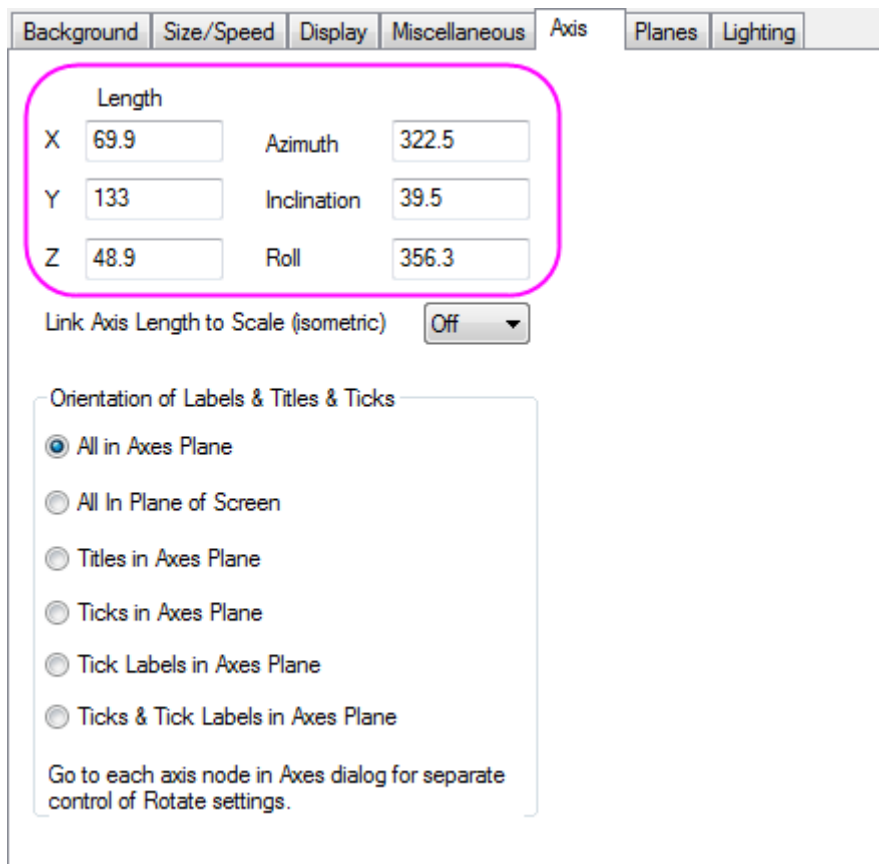 Background Size/Speed Display Miscellaneous Axis Planes Lighting
Length
X 69.9 Azimuth 322.5
Y 133 Inclination 39.5
Z 48.9 Roll 356.3
Link Axis Length to Scale (isometric) Off
Orientation of Labels & Titles & Ticks
All in Axes Plane
All In Plane of Screen
Titles in Axes Plane
Ticks in Axes Plane
Tick Labels in Axes Plane
Ticks & Tick Labels in Axes Plane
Go to each axis node in Axes dialog for separate
control of Rotate settings.